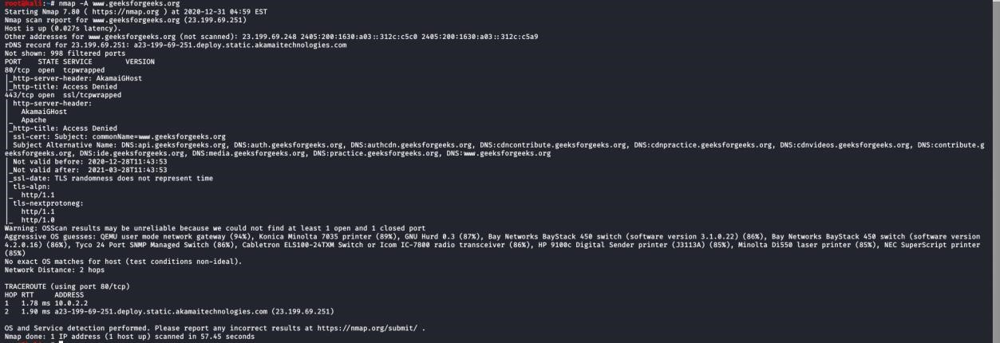 root@kali:~# nmap -A www.geeksforgeeks.org
Starting Nmap 7.80 ( https://nmap.org ) at 2020-12-31 04:59 EST
Nmap scan report for www.geeksforgeeks.org (23.199.69.251)
Host is up (0.027s latency).
Other addresses for www.geeksforgeeks.org (not scanned): 23.199.69.248 2405:200:1630:a03::312c:c5c0 2405:200:1630:a03::312c:c5a9
rDNS record for 23.199.69.251: a23-199-69-251.deploy.static.akamaitechnologies.com
Not shown: 998 filtered ports
PORT    STATE SERVICE       VERSION
80/tcp  open  tcpwrapped
|_http-server-header: AkamaiGHost
|_http-title: Access Denied
443/tcp open  ssl/tcpwrapped
| http-server-header:
|   AkamaiGHost
|_  Apache
|_http-title: Access Denied
| ssl-cert: Subject: commonName=www.geeksforgeeks.org
| Subject Alternative Name: DNS:api.geeksforgeeks.org, DNS:auth.geeksforgeeks.org, DNS:authcdn.geeksforgeeks.org, DNS:cdncontribute.geeksforgeeks.org, DNS:cdnpractice.geeksforgeeks.org, DNS:cdnvideos.geeksforgeeks.org, DNS:contribute.g
eeksforgeeks.org, DNS:ide.geeksforgeeks.org, DNS:media.geeksforgeeks.org, DNS:practice.geeksforgeeks.org, DNS:www.geeksforgeeks.org
| Not valid before: 2020-12-28T11:43:53
|_Not valid after:  2021-03-28T11:43:53
|_ssl-date: TLS randomness does not represent time
| tls-alpn:
|_  http/1.1
| tls-nextprotoneg:
|   http/1.1
|_  http/1.0
Warning: OSScan results may be unreliable because we could not find at least 1 open and 1 closed port
Aggressive OS guesses: QEMU user mode network gateway (94%), Konica Minolta 7035 printer (89%), GNU Hurd 0.3 (87%), Bay Networks BayStack 450 switch (software version 3.1.0.22) (86%), Bay Networks BayStack 450 switch (software version
4.2.0.16) (86%), Tyco 24 Port SNMP Managed Switch (86%), Cabletron ELS100-24TXM Switch or Icom IC-7800 radio transceiver (86%), HP 9100c Digital Sender printer (J3113A) (85%), Minolta Di550 laser printer (85%), NEC SuperScript printer
(85%)
No exact OS matches for host (test conditions non-ideal).
Network Distance: 2 hops
TRACEROUTE (using port 80/tcp)
HOP RTT     ADDRESS
1   1.78 ms 10.0.2.2
2   1.90 ms a23-199-69-251.deploy.static.akamaitechnologies.com (23.199.69.251)
OS and Service detection performed. Please report any incorrect results at https://nmap.org/submit/ .
Nmap done: 1 IP address (1 host up) scanned in 57.45 seconds